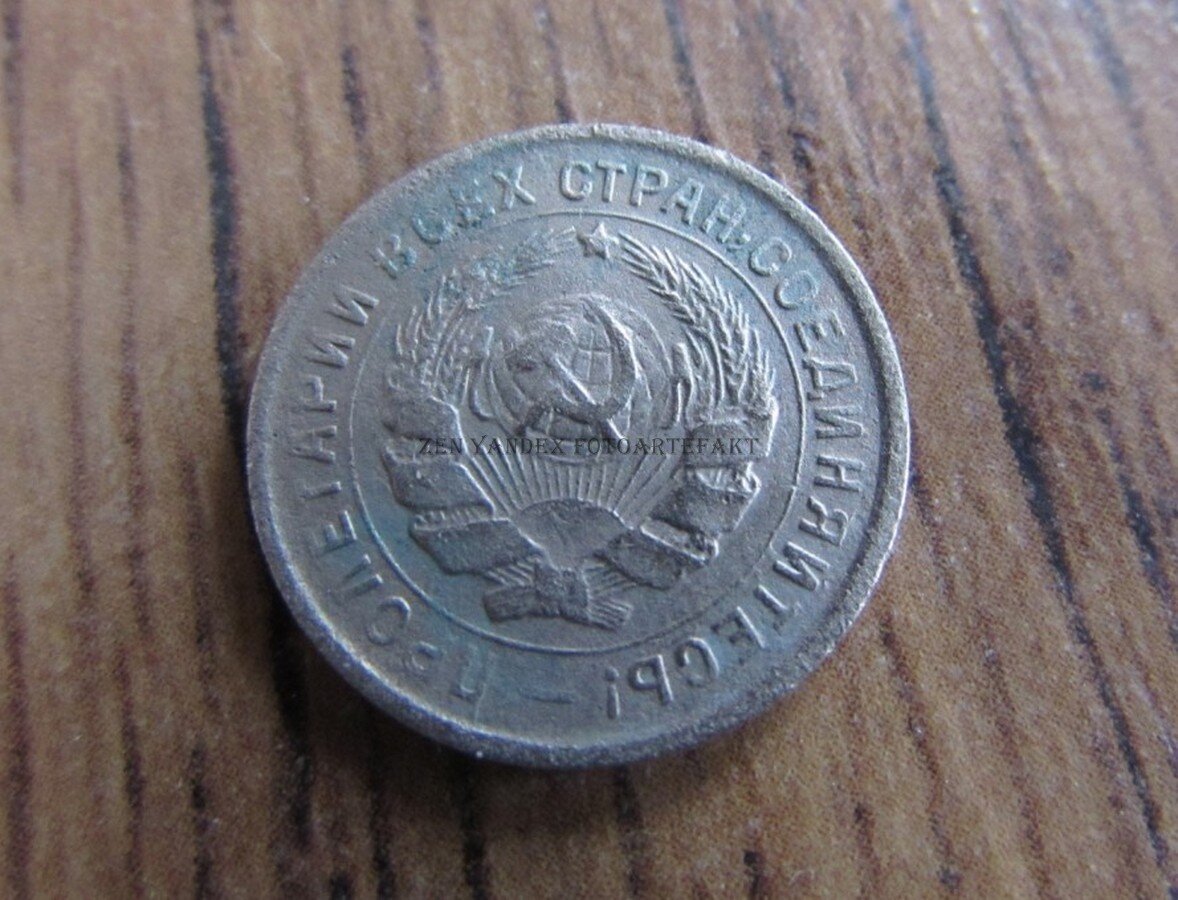 ПРОЛЕТАРИИ ВСЕХ СТРАН, СОЕДИНЯЙТЕСЬ! —
ZEN YANDEX FOTOARTEFAKT